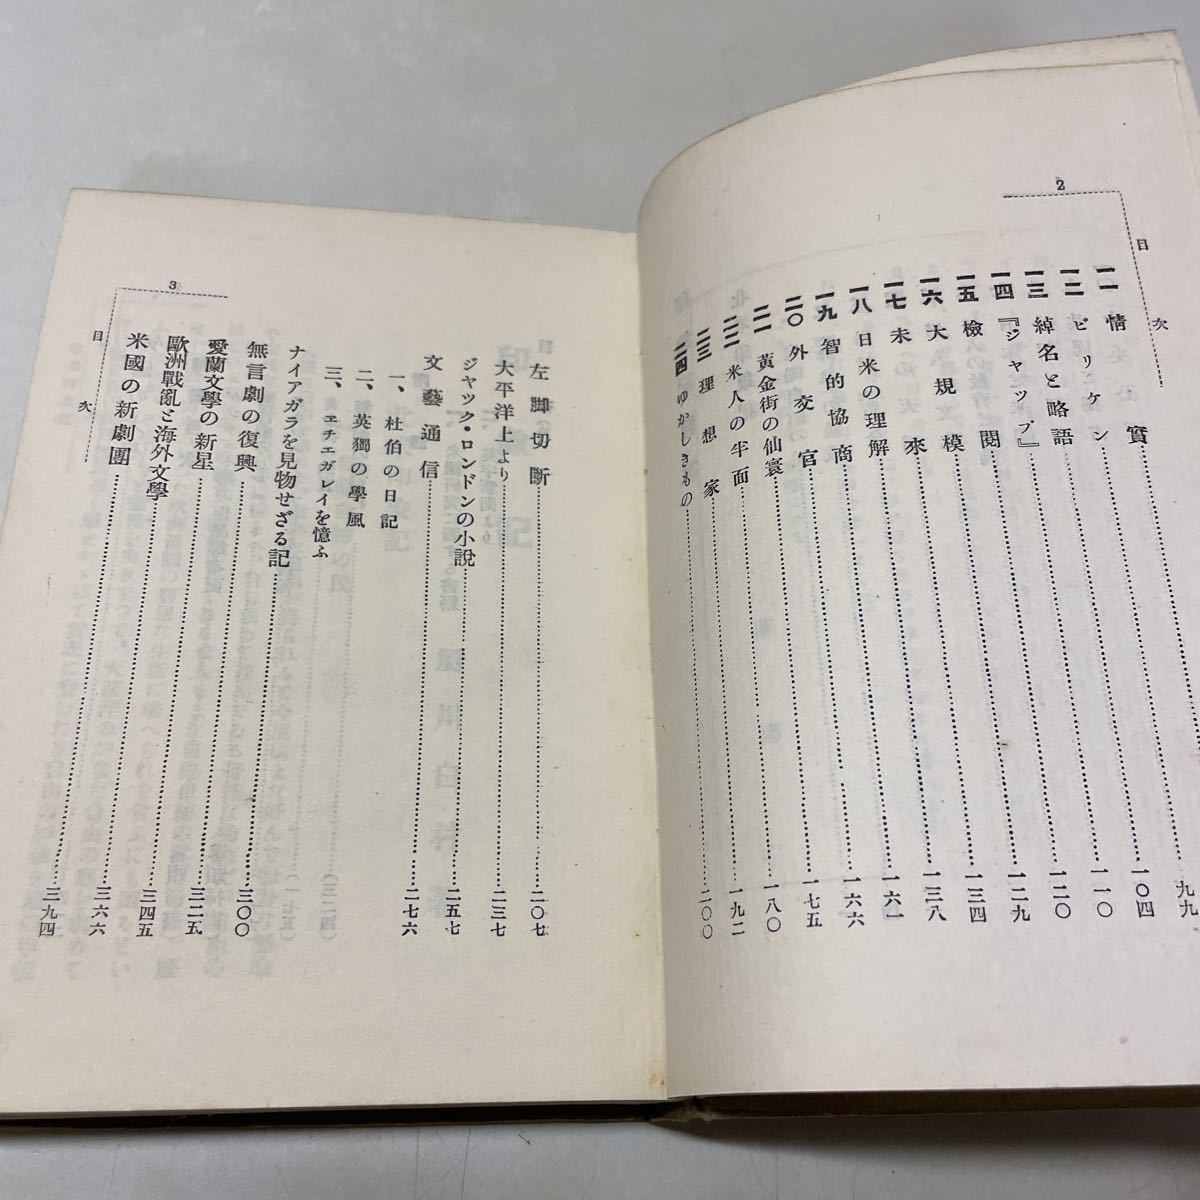 2
目次
一一 情實 九九
一二 ビリケン 一〇四
一三 綽名と略語 一一〇
一四 『ジャップ』 一二〇
一五 檢閲 一二九
一六 大規模 一三四
一七 未來 一三八
一八 日米の理解 一六一
一九 智的協商 一六六
二〇 外交官 一七五
二一 黃金街の仙寰 一八〇
二二 米人の半面 一九二
二三 理想家 二〇〇
二四 ゆかしきもの
3
目次
左脚切斷 二〇七
大平洋上より 二三七
ジャック・ロンドンの小說 二五七
文藝通信 二七六
一、杜伯の日記
二、英獨の學風
三、エチェガレイを憶ふ
ナイアガラを見物せざる記 三〇〇
無言劇の復興 三二五
愛蘭文學の新星 三四五
歐洲戰亂と海外文學 三六六
米國の新劇團 三九四